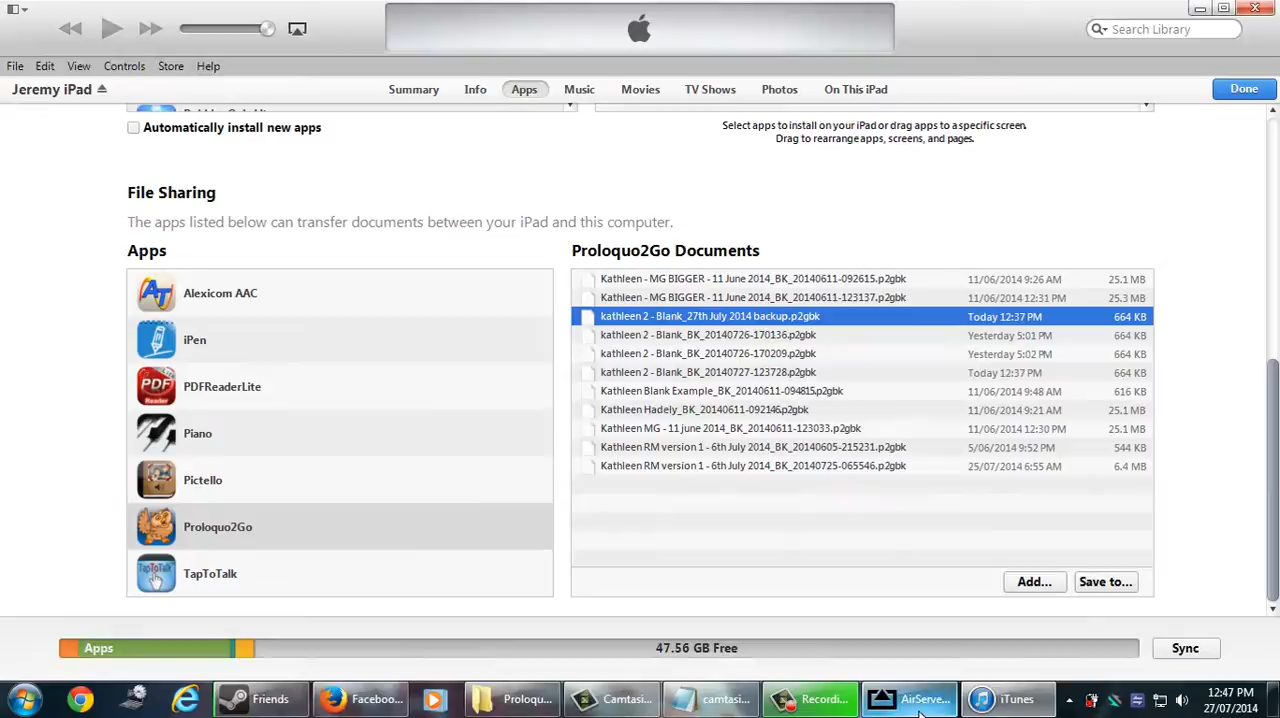 Search Library
File Edit View Controls Store Help
Jeremy iPad Summary Info Apps Music Movies TV Shows Photos On This iPad Done
Automatically install new apps
Select apps to install on your iPad or drag apps to a specific screen.
Drag to rearrange apps, screens, and pages.
File Sharing
The apps listed below can transfer documents between your iPad and this computer.
Apps
Alexicom AAC
iPen
PDF Reader
PDFReaderLite
Piano
Pictello
Proloquo2Go
TapToTalk
TapToTalk
Proloquo2Go Documents
Kathleen - MG BIGGER - 11 June 2014_BK_20140611-092615.p2gbk 11/06/2014 9:26 AM 25.1 MB
Kathleen - MG BIGGER - 11 June 2014_BK_20140611-123137.p2gbk 11/06/2014 12:31 PM 25.3 MB
kathleen 2 - Blank_27th July 2014 backup.p2gbk Today 12:37 PM 664 KB
kathleen 2 - Blank_BK_20140726-170136.p2gbk Yesterday 5:01 PM 664 KB
kathleen 2 - Blank_BK_20140726-170209.p2gbk Yesterday 5:02 PM 664 KB
kathleen 2 - Blank_BK_20140727-123728.p2gbk Today 12:37 PM 664 KB
Kathleen Blank Example_BK_20140611-094815.p2gbk 11/06/2014 9:48 AM 616 KB
Kathleen Hadely_BK_20140611-092146.p2gbk 11/06/2014 9:21 AM 25.1 MB
Kathleen MG - 11 june 2014_BK_20140611-123033.p2gbk 11/06/2014 12:30 PM 25.1 MB
Kathleen RM version 1 - 6th July 2014_BK_20140605-215231.p2gbk 5/06/2014 9:52 PM 544 KB
Kathleen RM version 1 - 6th July 2014_BK_20140725-065546.p2gbk 25/07/2014 6:55 AM 6.4 MB
Add... Save to...
Apps 47.56 GB Free Sync
Friends Faceboo... Proloqu... Camtasi... camtasi... Recordi... AirServe... iTunes 12:47 PM
27/07/2014